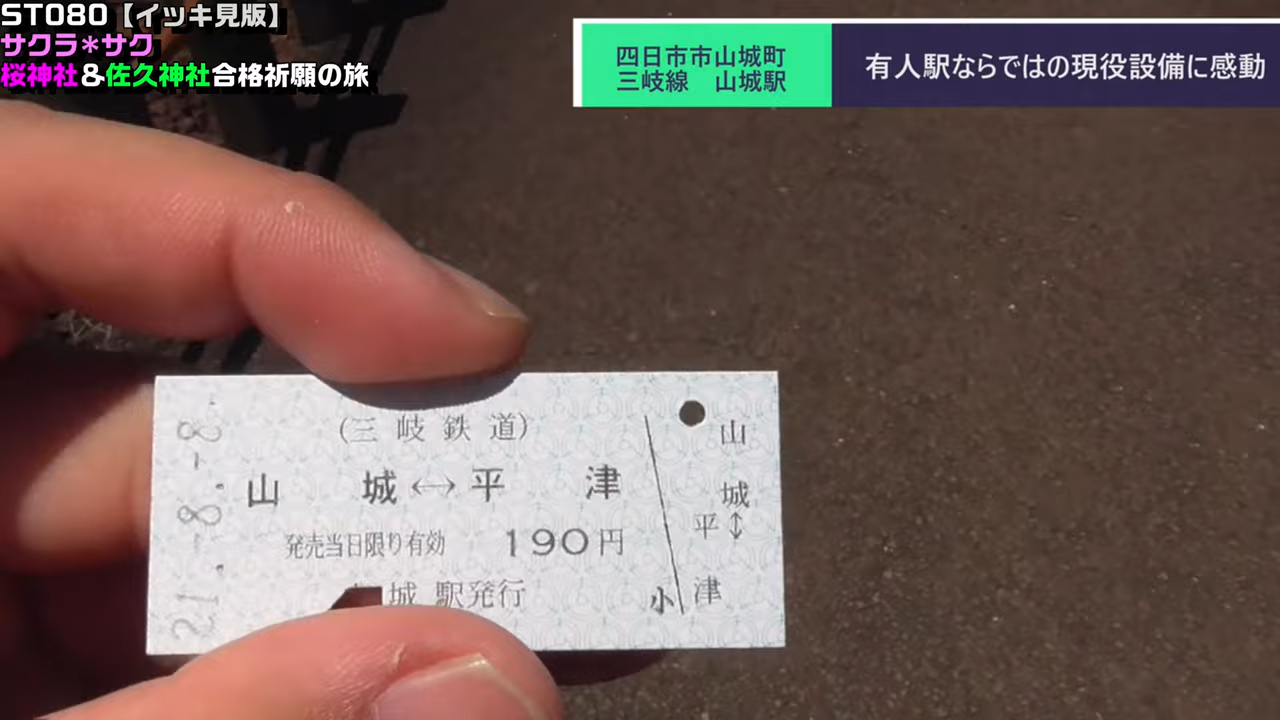 ST080【イッキ見版】
サクラ*サク
桜神社&佐久神社合格祈願の旅
四日市市山城町
三岐線 山城駅
有人駅ならではの現役設備に感動
21.-8.-8.
(三岐鉄道)
山城↔平津
発売当日限り有効 190円
城駅発行
山城
↕
平津
小